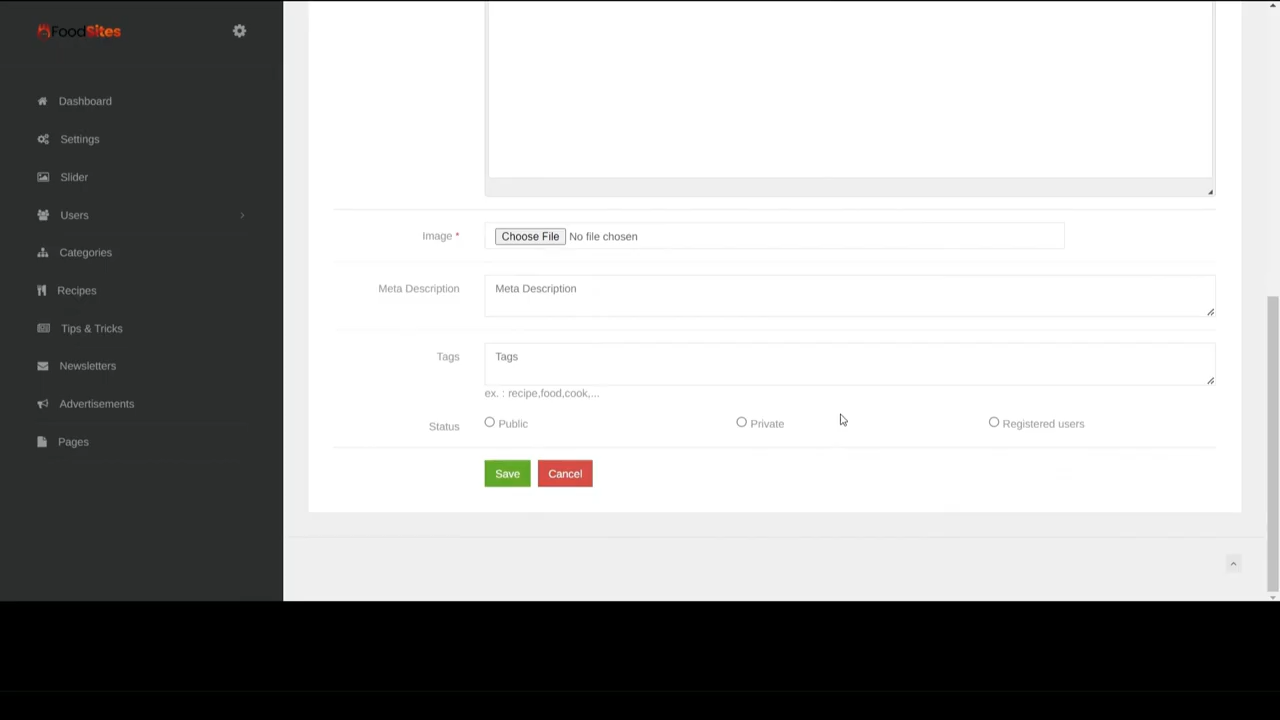 FoodSites
Dashboard
Settings
Slider
Users
Categories
Recipes
Tips & Tricks
Newsletters
Advertisements
Pages
Image *
Choose File No file chosen
Meta Description
Meta Description
Tags
Tags
ex. : recipe,food,cook,...
Status
Public
Private
Registered users
Save
Cancel